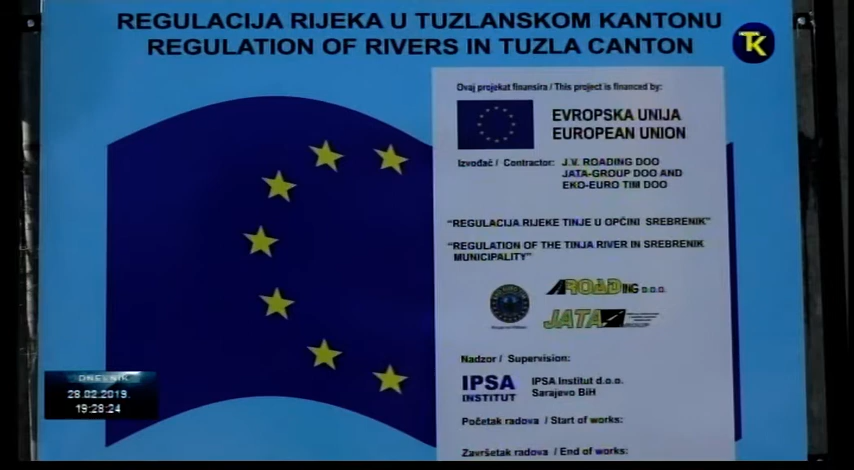 REGULACIJA RIJEKA U TUZLANSKOM KANTONU
REGULATION OF RIVERS IN TUZLA CANTON
TK
Ovaj projekat finansira / This project is financed by:
EVROPSKA UNIJA
EUROPEAN UNION
Izvođač / Contractor: J.V. ROADING DOO
JATA-GROUP DOO AND
EKO-EURO TIM DOO
"REGULACIJA RIJEKE TINJE U OPĆINI SREBRENIK"
"REGULATION OF THE TINJA RIVER IN SREBRENIK
MUNICIPALITY"
ROADING D.O.O.
JATA
Nadzor / Supervision:
IPSA
INSTITUT
IPSA Institut d.o.o.
Sarajevo BiH
Početak radova / Start of works:
Završetak radova / End of works:
DNEVNIK
28.02.2019.
19:28:24